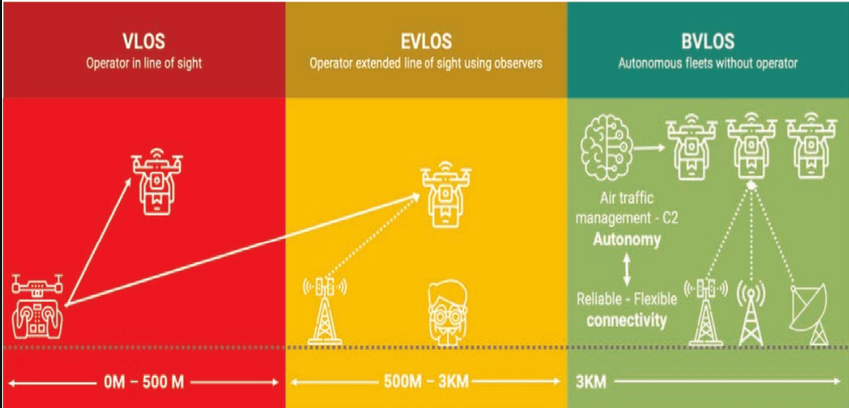 VLOS
Operator in line of sight
EVLOS
Operator extended line of sight using observers
BVLOS
Autonomous fleets without operator
Air traffic
management - C2
Autonomy
Reliable - Flexible
connectivity
0M – 500 M
500M – 3KM
3KM